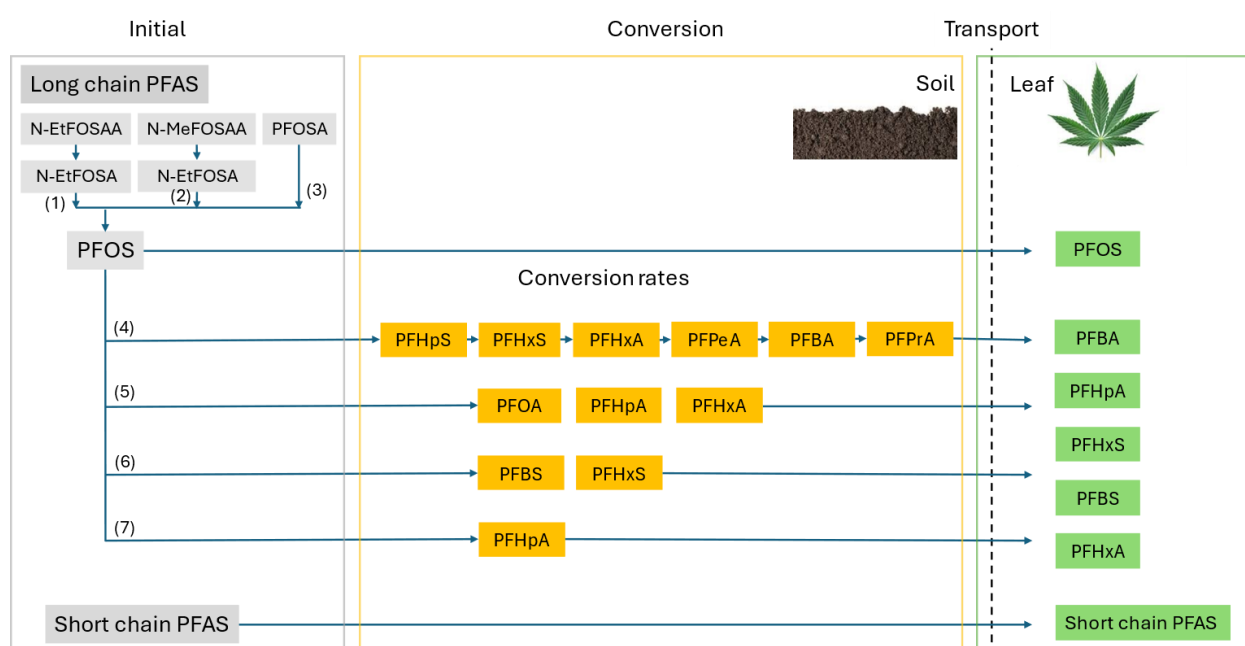 Initial
Conversion
Transport
Long chain PFAS
Soil
Leaf
N-EtFOSAA
N-MeFOSAA
PFOSA
N-EtFOSA
N-EtFOSA
(1)
(2)
(3)
PFOS
PFOS
Conversion rates
(4)
PFHpS
PFHxS
PFHxA
PFPeA
PFBA
PFPrA
PFBA
(5)
PFOA
PFHpA
PFHxA
PFHpA
PFHxS
(6)
PFBS
PFHxS
PFBS
(7)
PFHpA
PFHxA
Short chain PFAS
Short chain PFAS